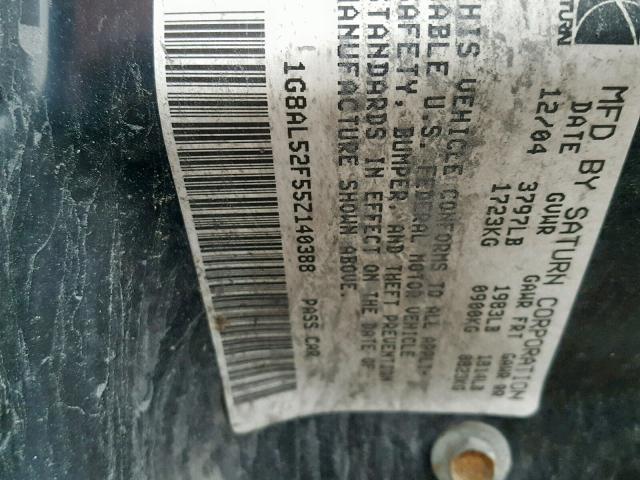 TURN
MFD BY SATURN CORPORATION
DATE GVWR GAWR FRT GAWR RR
12/04 3797LB 1983LB 1814LB
1723KG 0900KG 0823KG
THIS VEHICLE CONFORMS TO ALL APPLI-
CABLE U.S. FEDERAL MOTOR VEHICLE
SAFETY, BUMPER, AND THEFT PREVENTION
STANDARDS IN EFFECT ON THE DATE OF
MANUFACTURE SHOWN ABOVE.
1G8AL52F55Z140388 PASS CAR